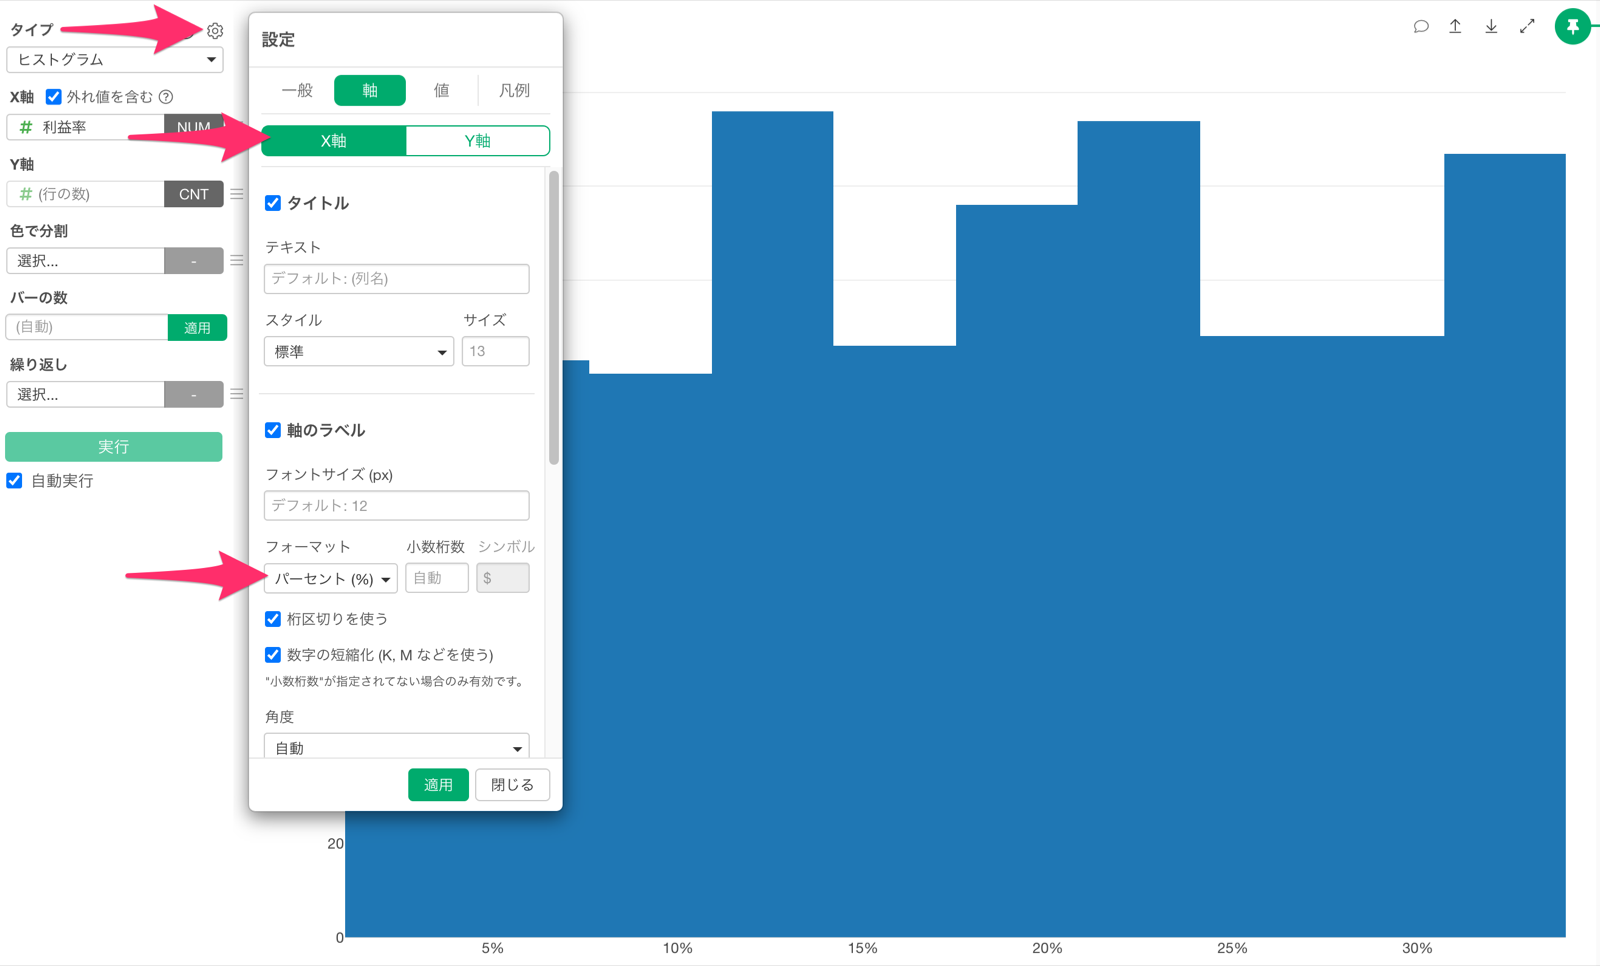 タイプ
ヒストグラム
X軸 外れ値を含む ?
# 利益率 NUM
Y軸
# (行の数) CNT
色で分割
選択... -
バーの数
(自動) 適用
繰り返し
選択... -
実行
自動実行
設定
一般 軸 値 凡例
X軸 Y軸
タイトル
テキスト
デフォルト: (列名)
スタイル サイズ
標準 13
軸のラベル
フォントサイズ (px)
デフォルト: 12
フォーマット 小数桁数 シンボル
パーセント (%) 自動 $
桁区切りを使う
数字の短縮化 (K, M などを使う)
"小数桁数"が指定されてない場合のみ有効です。
角度
自動
適用 閉じる
20
0
5% 10% 15% 20% 25% 30%